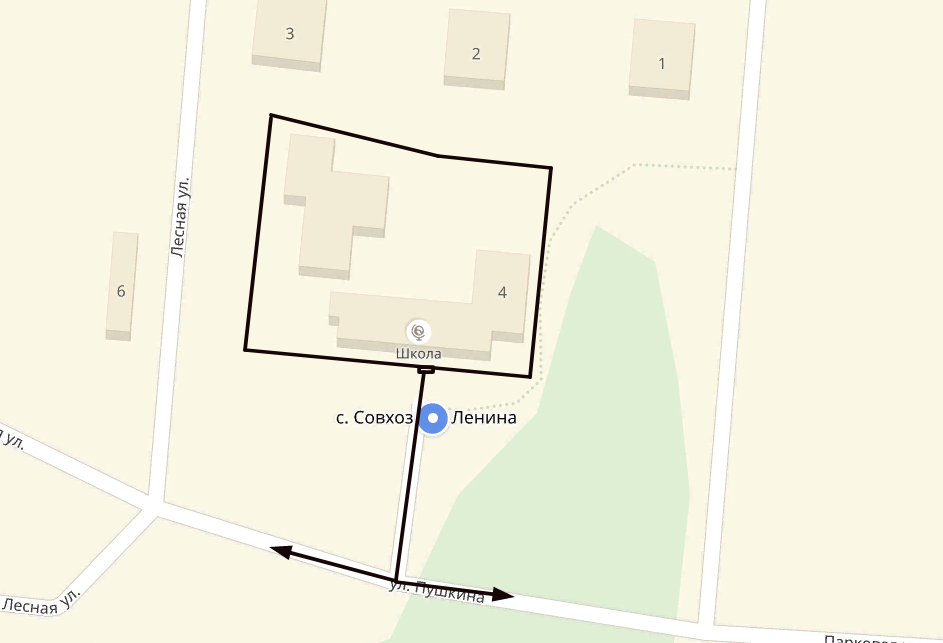 3
2
1
Лесная ул.
6
4
Школа
с. Совхоз Ленина
я ул.
ул. Пушкина
Лесная ул.
Парковая